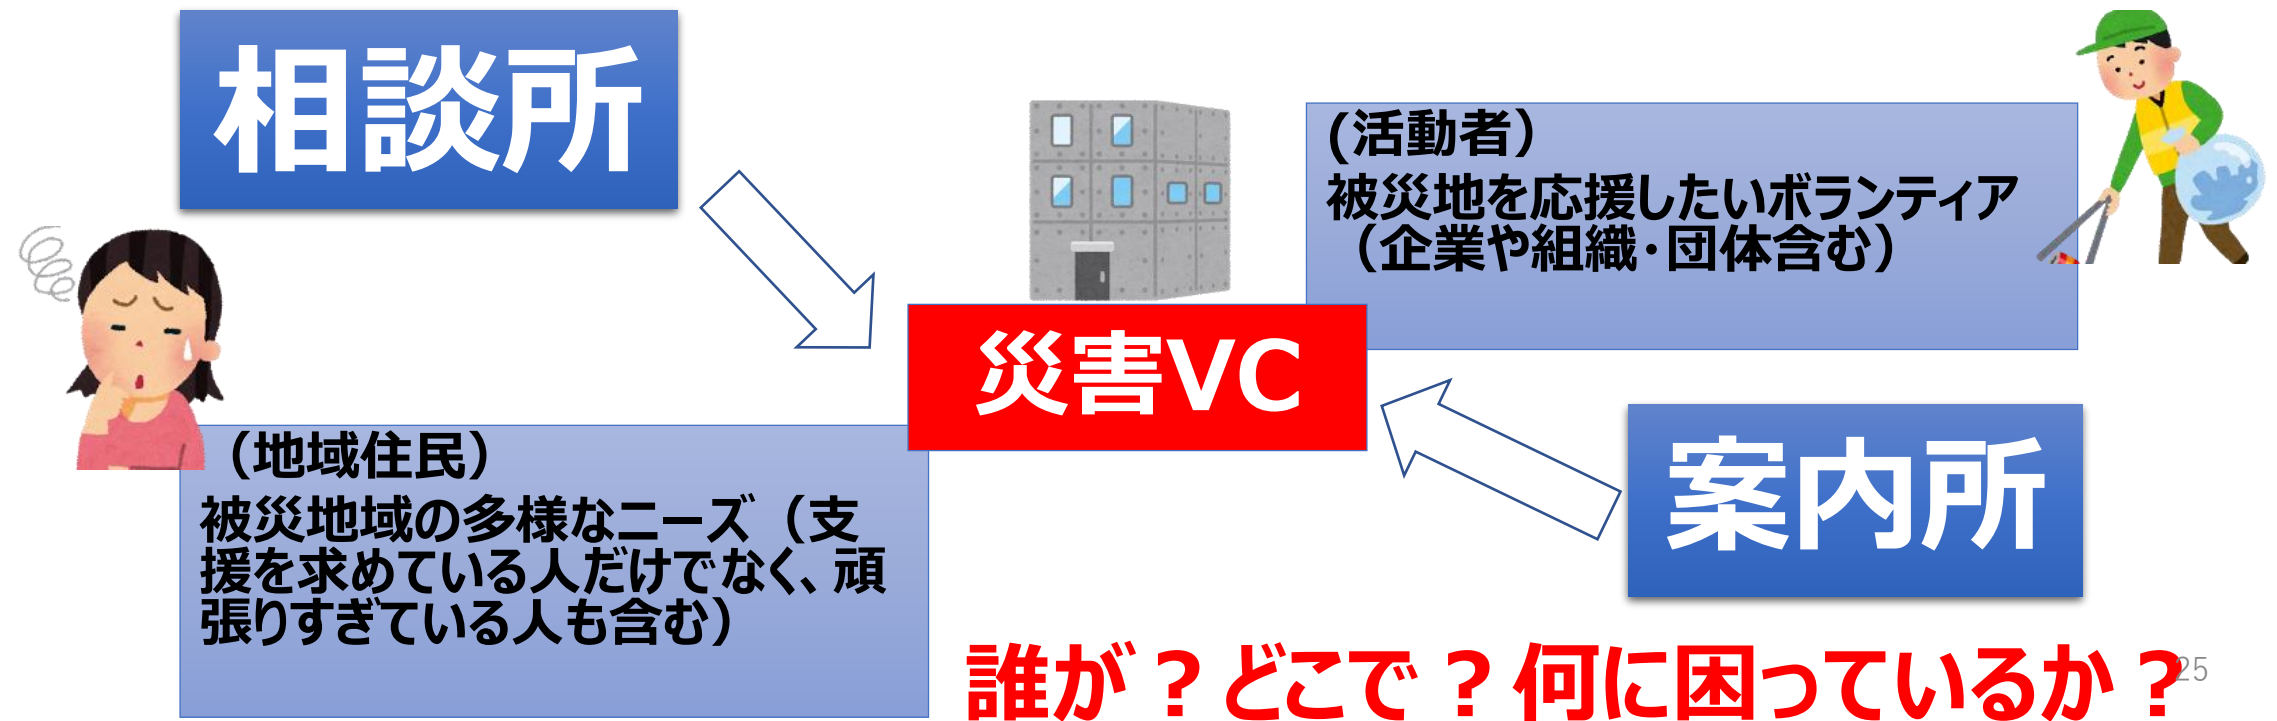 相談所
(活動者）
被災地を応援したいボランティア
（企業や組織・団体含む）
災害VC
（地域住民）
被災地域の多様なニーズ（支
援を求めている人だけでなく、頑
張りすぎている人も含む）
案内所
誰が？どこで？何に困っているか？
25